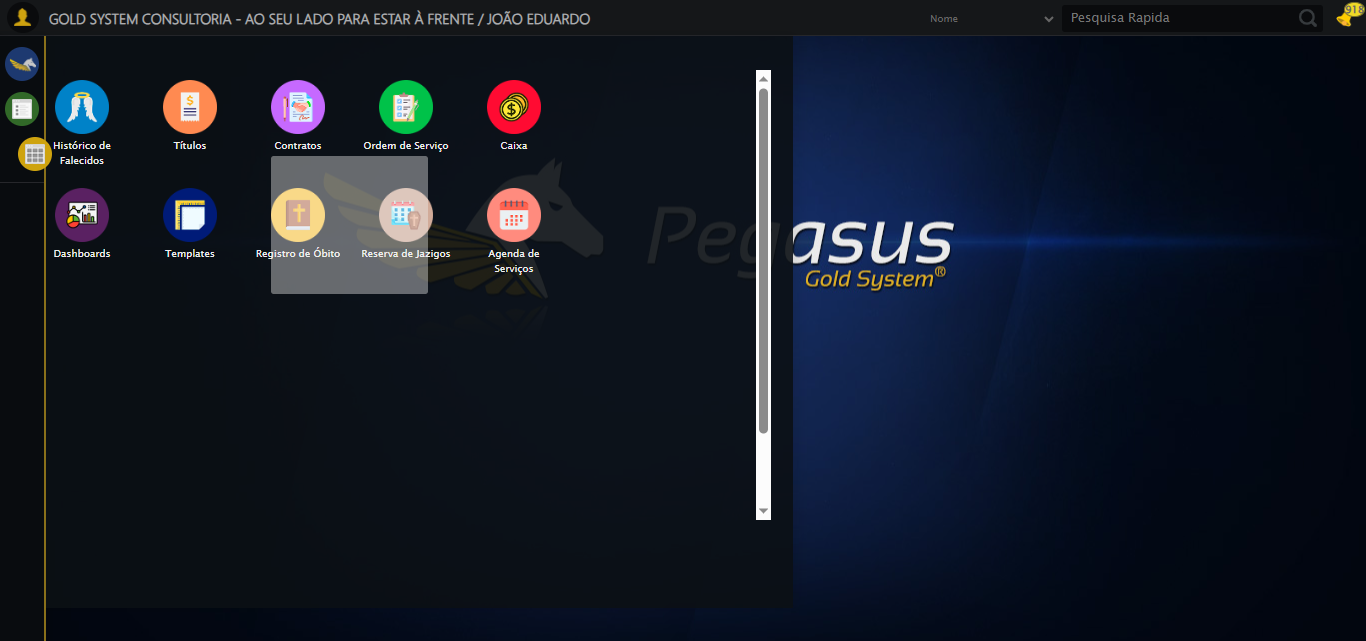 GOLD SYSTEM CONSULTORIA - AO SEU LADO PARA ESTAR À FRENTE / JOÃO EDUARDO
Nome
Pesquisa Rapida
918
Histórico de
Falecidos
Títulos
Contratos
Ordem de Serviço
Caixa
Dashboards
Templates
Registro de Óbito
Reserva de Jazigos
Agenda de
Serviços
Pegasus
Gold System®